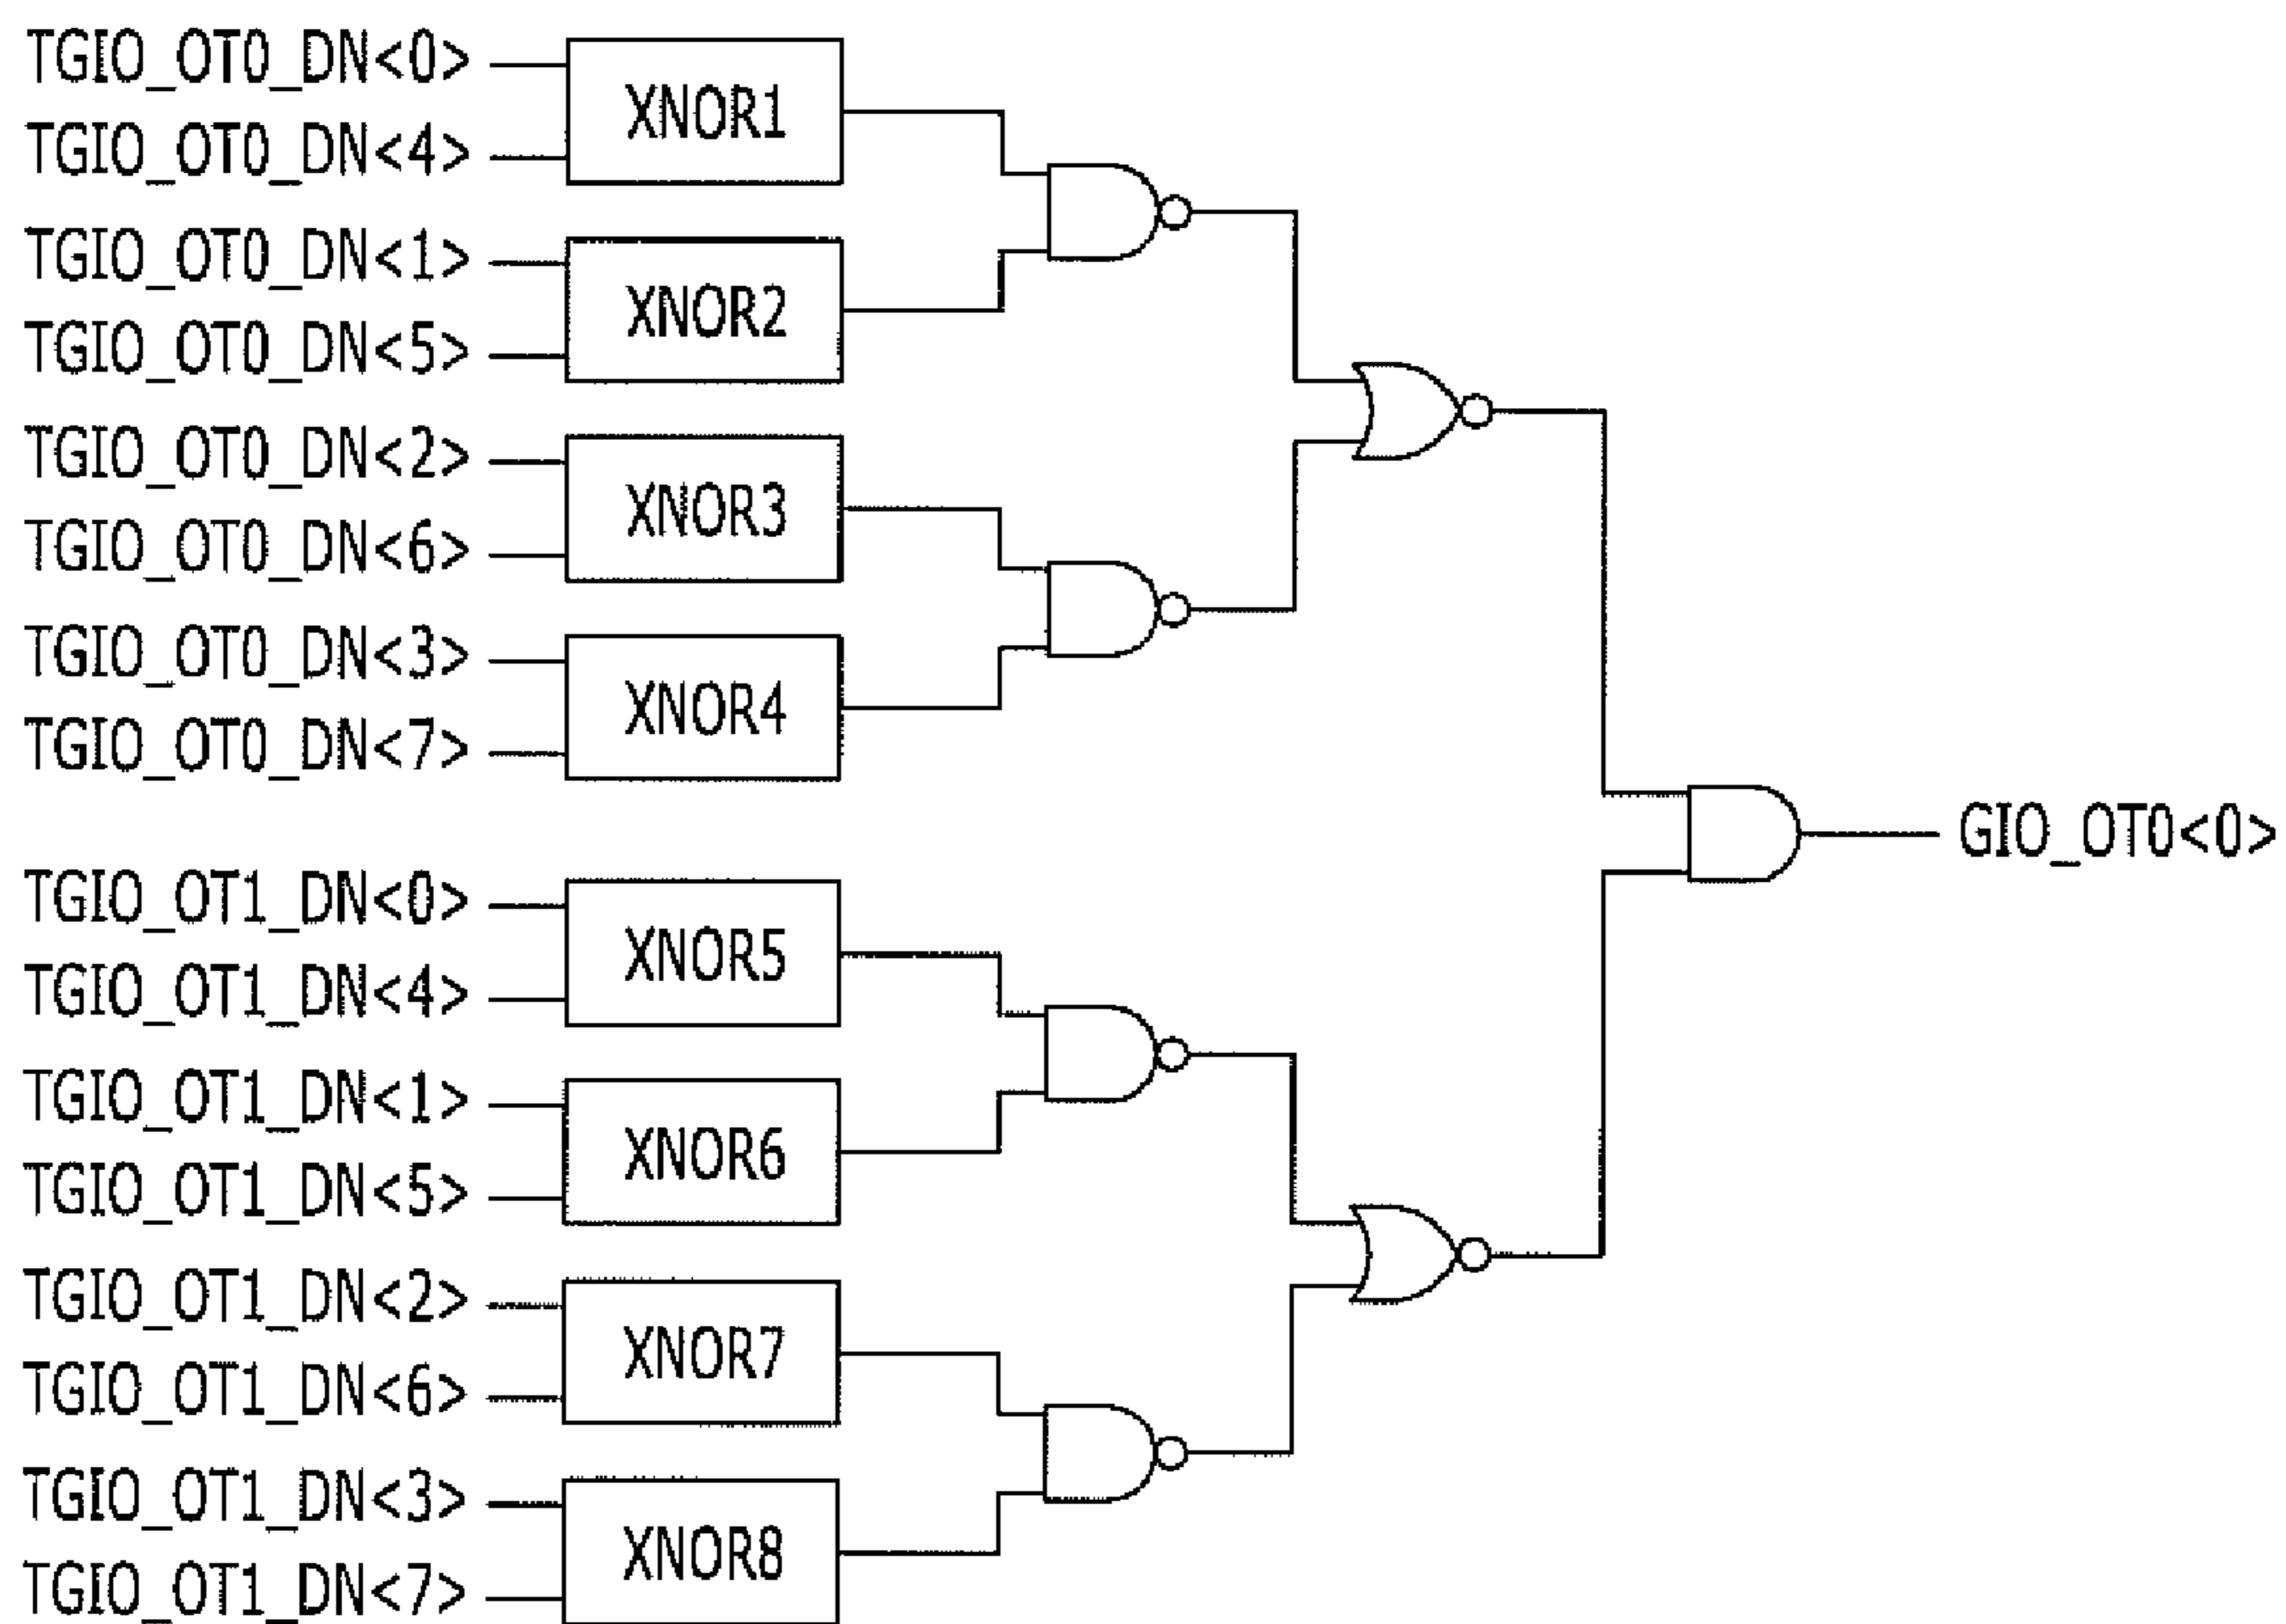 TGIO_OT0_DN<0>
XNOR1
TGIO_OT0_DN<4>
TGIO_OT0_DN<1>
XNOR2
TGIO_OT0_DN<5>
TGIO_OT0_DN<2>
XNOR3
TGIO_OT0_DN<6>
TGIO_OT0_DN<3>
XNOR4
TGIO_OT0_DN<7>
GIO_OT0<0>
TGIO_OT1_DN<0>
XNOR5
TGIO_OT1_DN<4>
TGIO_OT1_DN<1>
XNOR6
TGIO_OT1_DN<5>
TGIO_OT1_DN<2>
XNOR7
TGIO_OT1_DN<6>
TGIO_OT1_DN<3>
XNOR8
TGIO_OT1_DN<7>